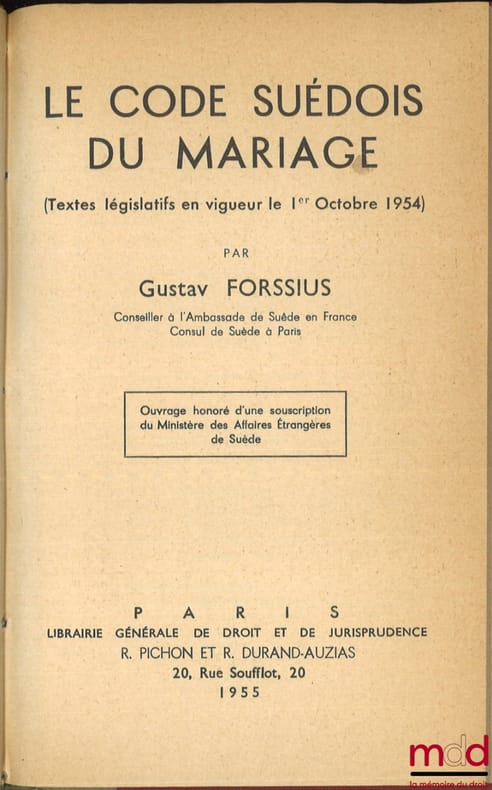 LE CODE SUÉDOIS
DU MARIAGE
(Textes législatifs en vigueur le 1er Octobre 1954)
PAR
Gustav FORSSIUS
Conseiller à l'Ambassade de Suède en France
Consul de Suède à Paris
Ouvrage honoré d'une souscription
du Ministère des Affaires Étrangères
de Suède
PARIS
LIBRAIRIE GÉNÉRALE DE DROIT ET DE JURISPRUDENCE
R. PICHON ET R. DURAND-AUZIAS
20, Rue Soufflot, 20
1955
mdd
la mémoire du droit